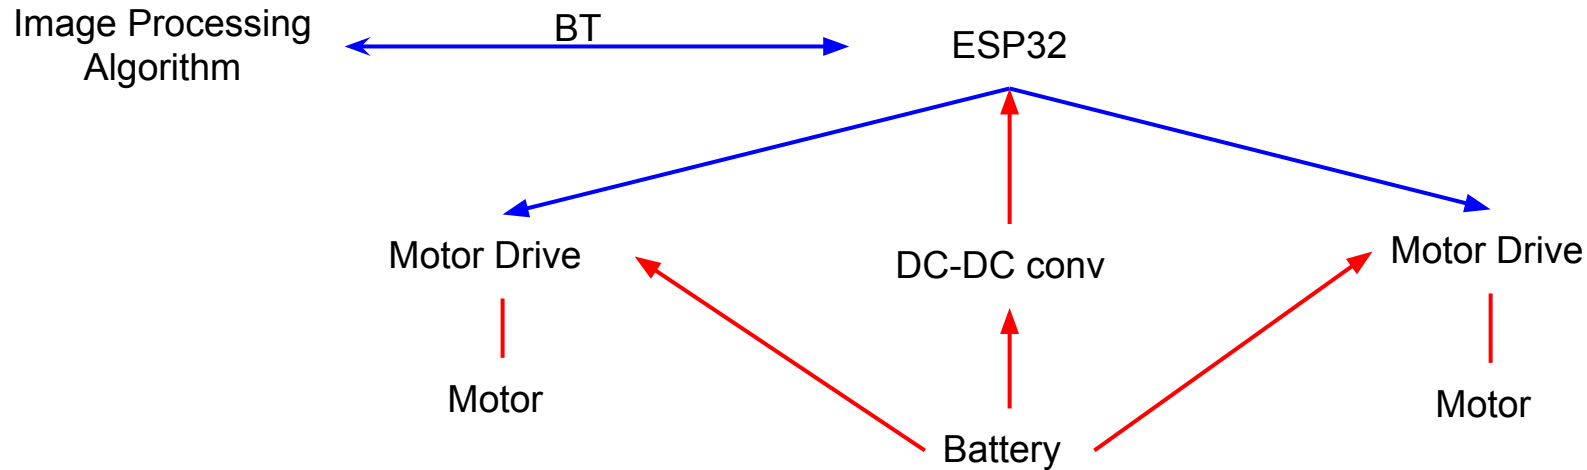 Image Processing
Algorithm
BT
ESP32
Motor Drive
DC-DC conv
Motor Drive
Motor
Motor
Battery